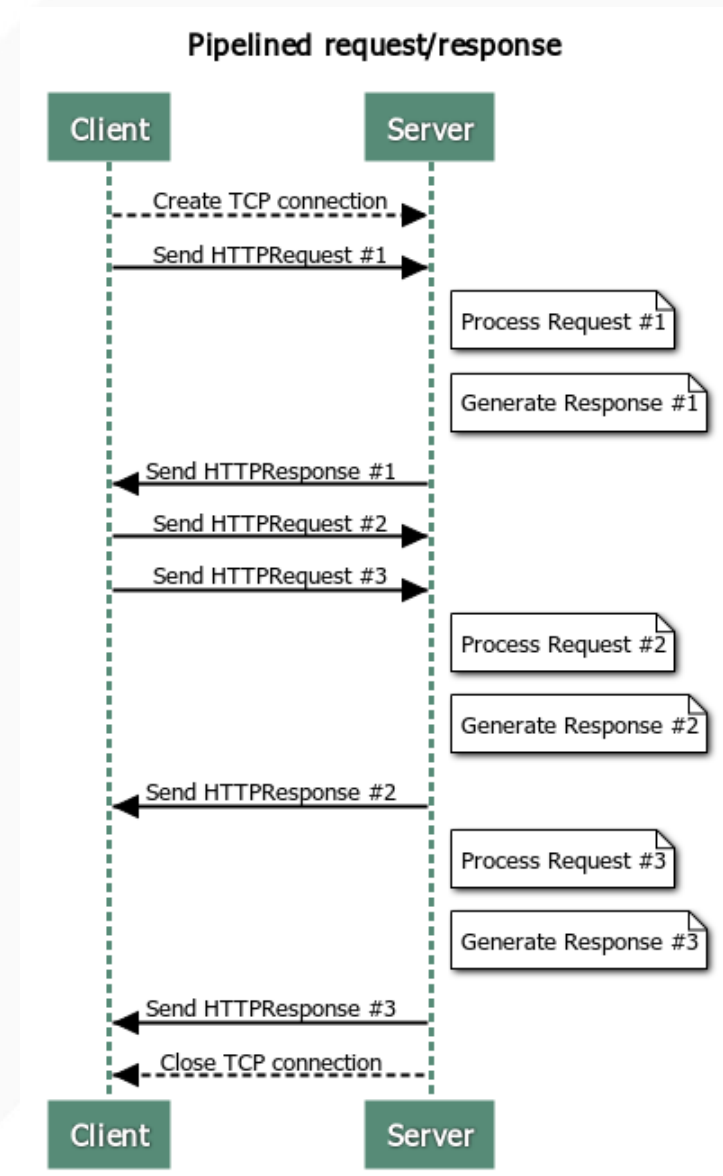 Pipelined request/response
Client
Server
Create TCP connection
Send HTTPRequest #1
Process Request #1
Generate Response #1
Send HTTPResponse #1
Send HTTPRequest #2
Send HTTPRequest #3
Process Request #2
Generate Response #2
Send HTTPResponse #2
Process Request #3
Generate Response #3
Send HTTPResponse #3
Close TCP connection
Client
Server